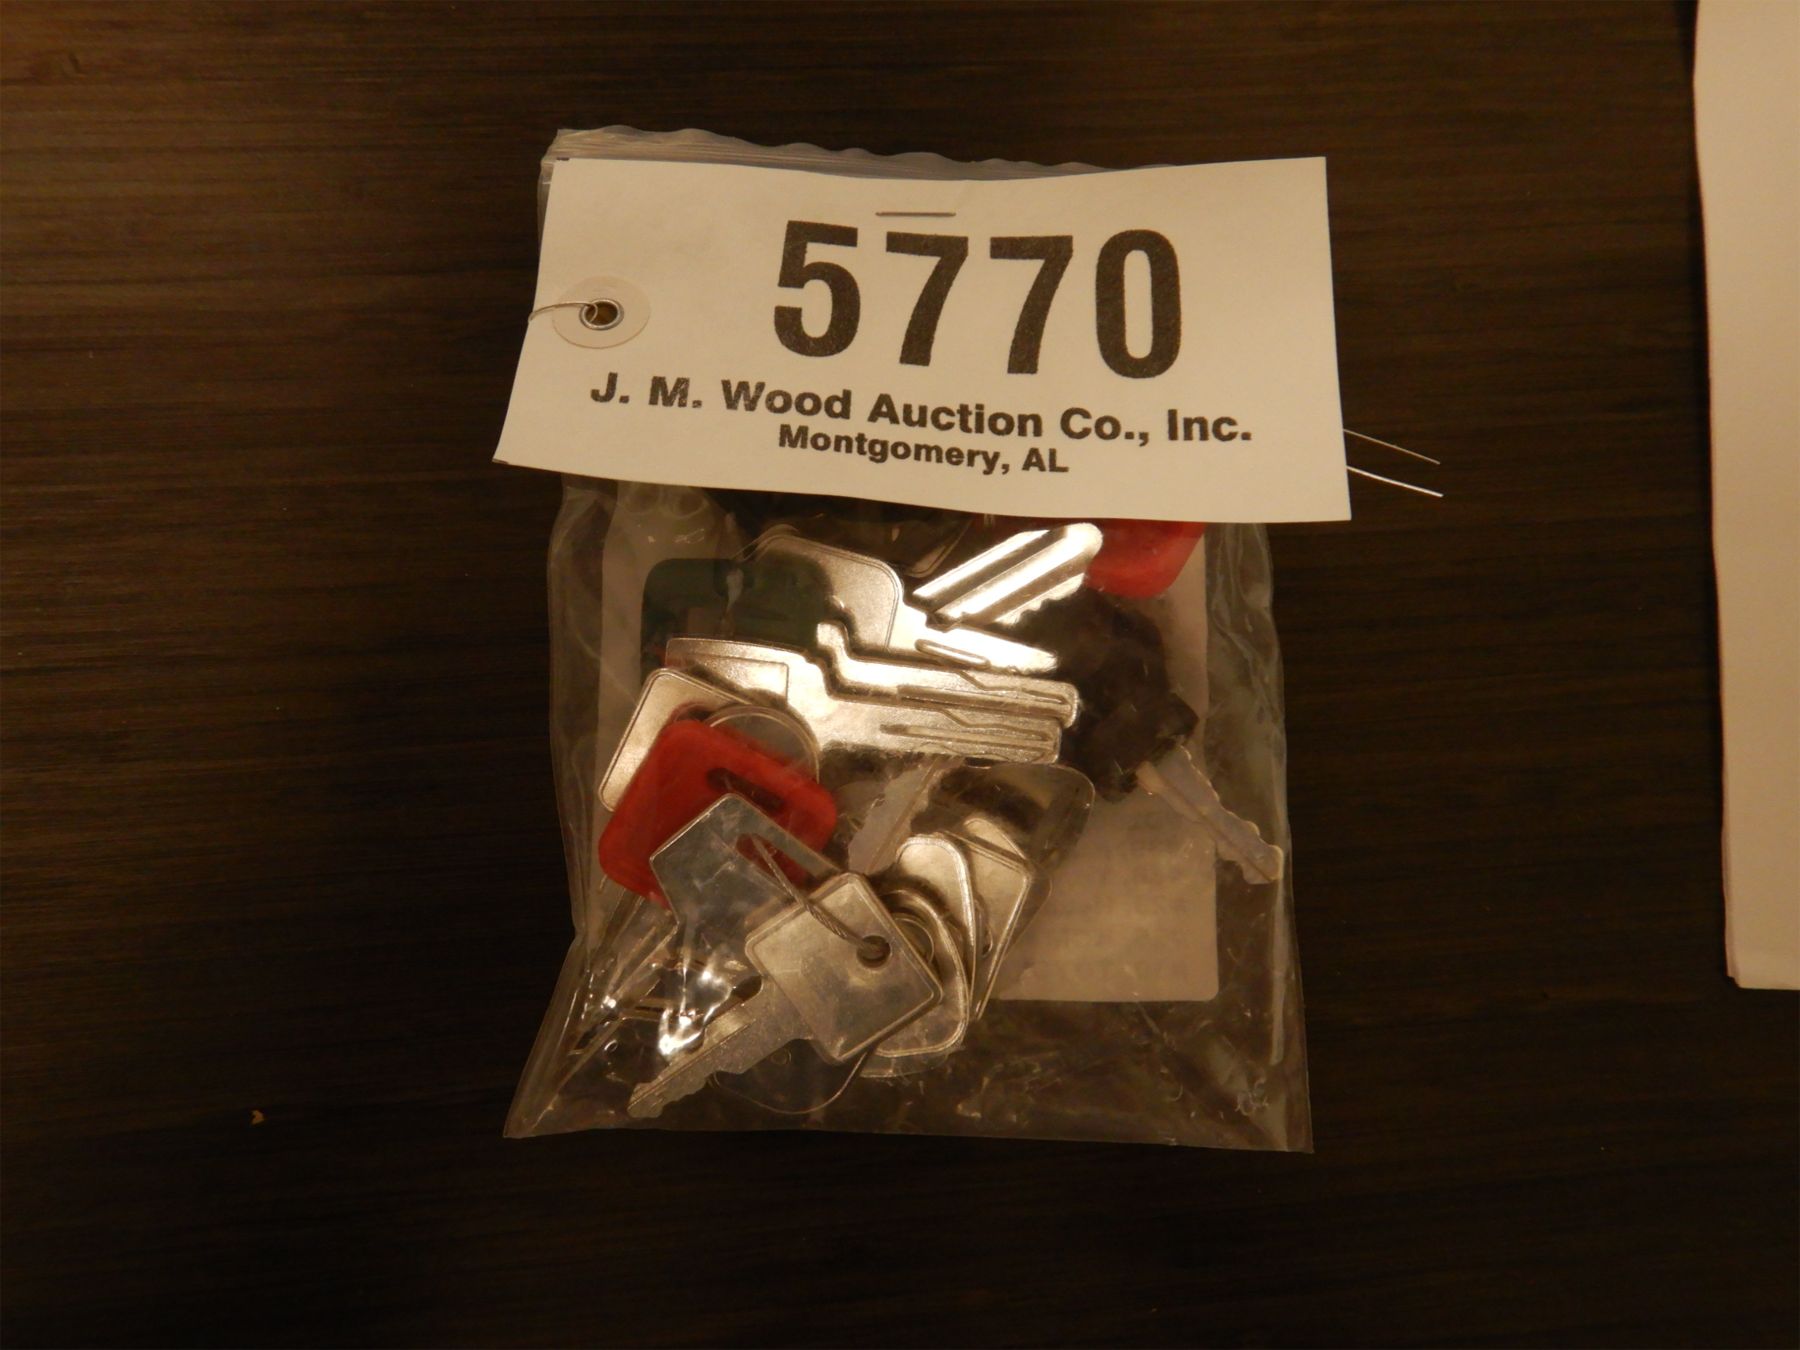 5770
J. M. Wood Auction Co., Inc.
Montgomery, AL